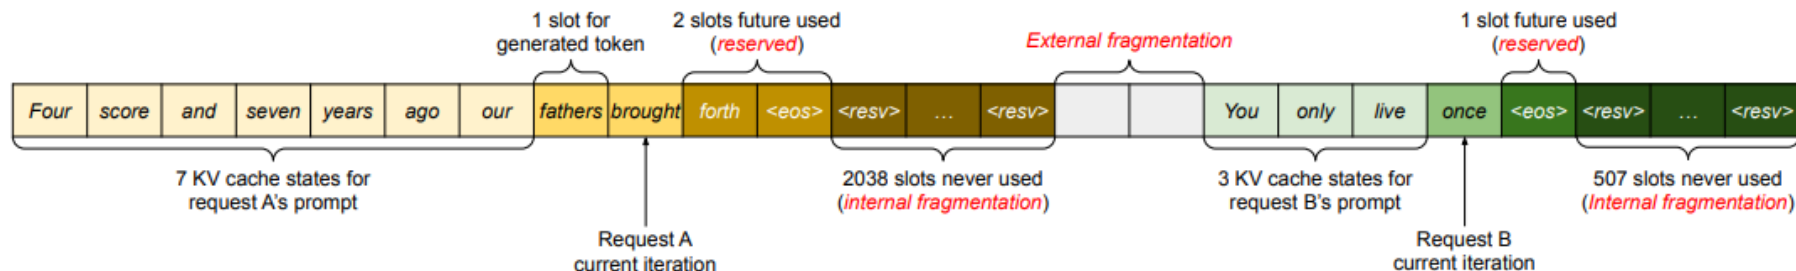 1 slot for
generated token
2 slots future used
(reserved)
External fragmentation
1 slot future used
(reserved)
Four score and seven years ago our fathers brought forth <eos> <resv> ... <resv> You only live once <eos> <resv> ... <resv>
7 KV cache states for
request A's prompt
2038 slots never used
(internal fragmentation)
3 KV cache states for
request B's prompt
507 slots never used
(Internal fragmentation)
Request A
current iteration
Request B
current iteration